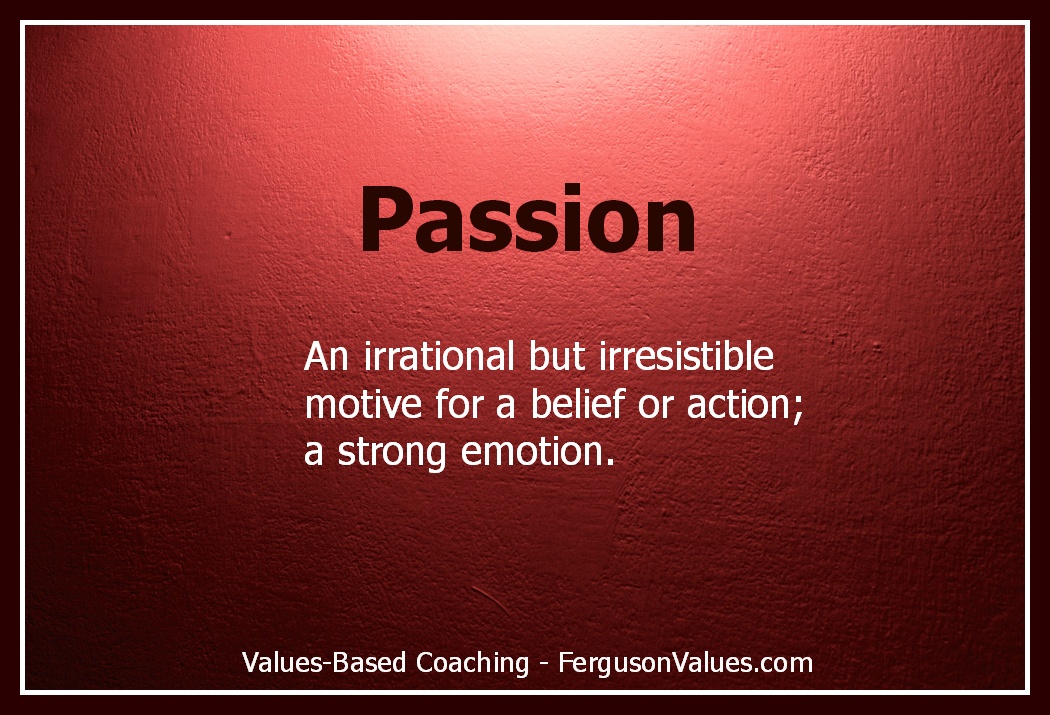 Passion
An irrational but irresistible
motive for a belief or action;
a strong emotion.
Values-Based Coaching - FergusonValues.com